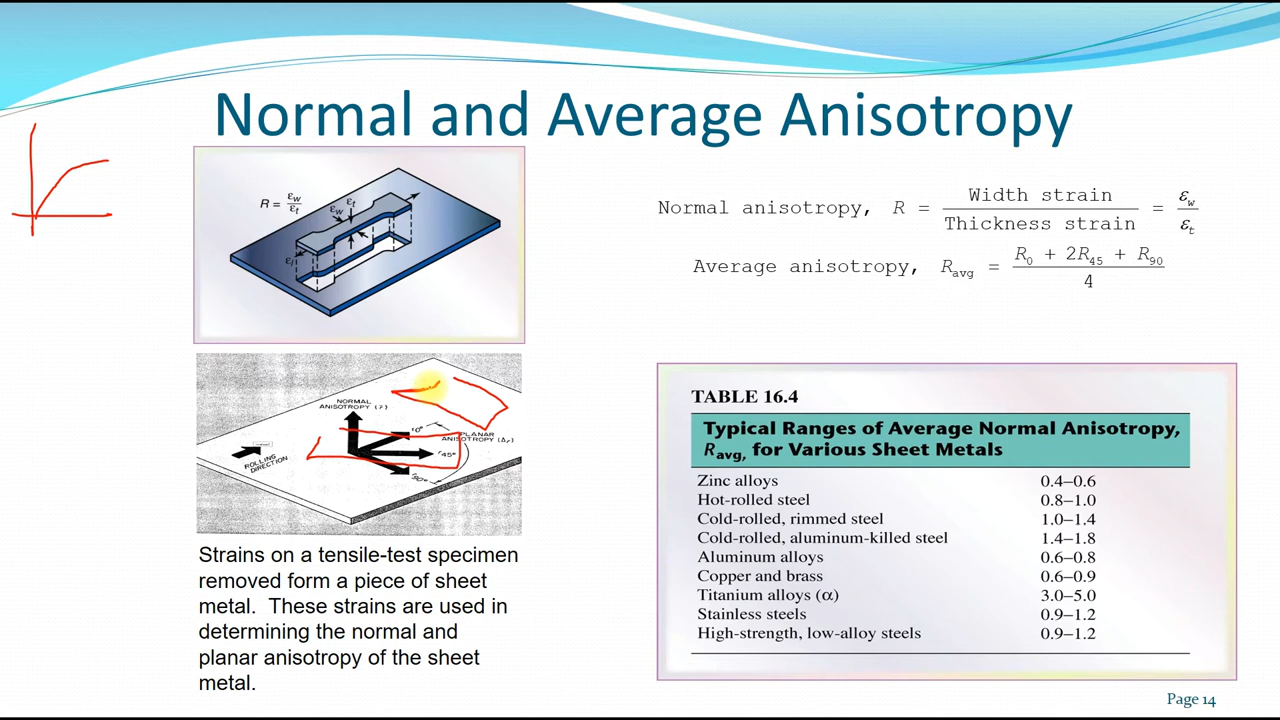 Normal and Average Anisotropy
R = εw/εt
εw
εt
εl
Normal anisotropy, R = Width strain / Thickness strain = εw / εt
Average anisotropy, Ravg = R0 + 2R45 + R90 / 4
NORMAL
ANISOTROPY (r̄)
r0°
PLANAR
ANISOTROPY (Δr)
r45°
r90°
ROLLING
DIRECTION
Strains on a tensile-test specimen
removed form a piece of sheet
metal. These strains are used in
determining the normal and
planar anisotropy of the sheet
metal.
TABLE 16.4
Typical Ranges of Average Normal Anisotropy,
Ravg, for Various Sheet Metals
Zinc alloys 0.4–0.6
Hot-rolled steel 0.8–1.0
Cold-rolled, rimmed steel 1.0–1.4
Cold-rolled, aluminum-killed steel 1.4–1.8
Aluminum alloys 0.6–0.8
Copper and brass 0.6–0.9
Titanium alloys (α) 3.0–5.0
Stainless steels 0.9–1.2
High-strength, low-alloy steels 0.9–1.2
Page 14